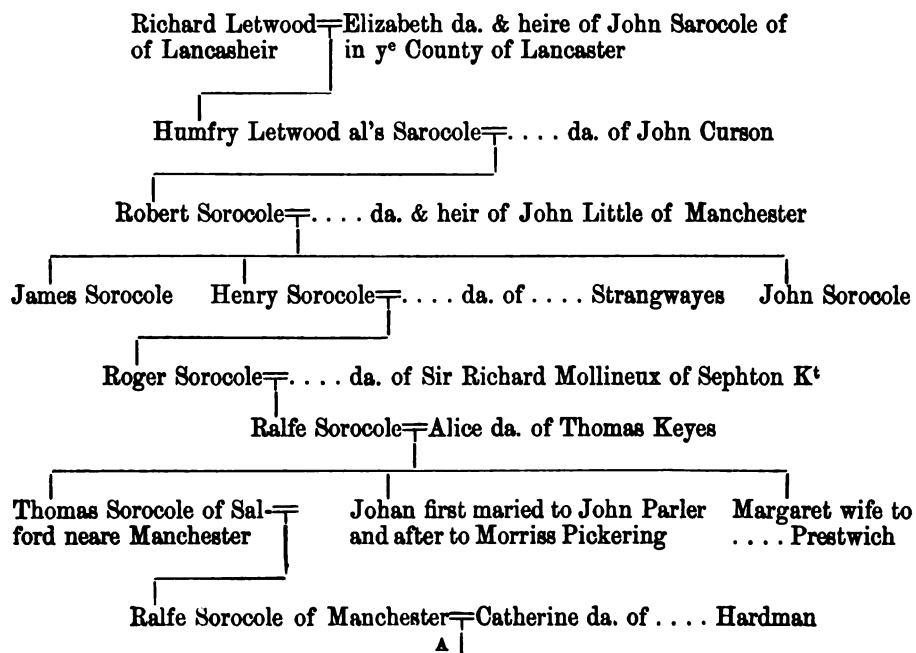 Richard Letwood=Elizabeth da. & heire of John Sarocole of
of Lancasheir in yᵉ County of Lancaster
Humfry Letwood al's Sarocole=. . . . da. of John Curson
Robert Sorocole=. . . . da. & heir of John Little of Manchester
James Sorocole Henry Sorocole=. . . . da. of . . . . Strangwayes John Sorocole
Roger Sorocole=. . . . da. of Sir Richard Mollineux of Sephton Kᵗ
Ralfe Sorocole=Alice da. of Thomas Keyes
Thomas Sorocole of Sal-=
ford neare Manchester
Johan first maried to John Parler
and after to Morriss Pickering
Margaret wife to
. . . . Prestwich
Ralfe Sorocole of Manchester=Catherine da. of . . . . Hardman
A